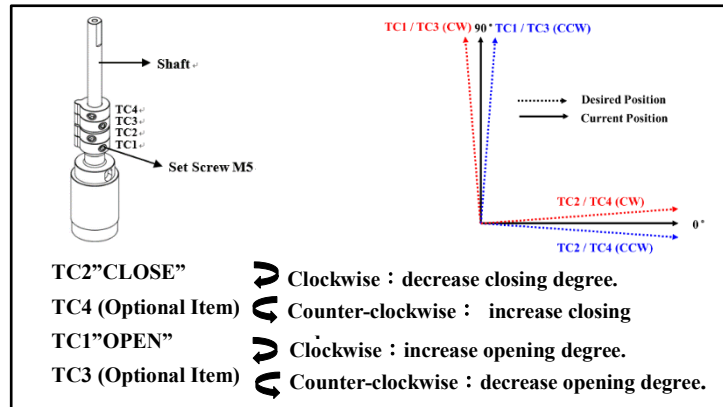 TC1 / TC3 (CW) 90° TC1 / TC3 (CCW)
Shaft
TC4
TC3
TC2
TC1
Set Screw M5
Desired Position
Current Position
TC2 / TC4 (CW)
0°
TC2 / TC4 (CCW)
TC2”CLOSE” Clockwise：decrease closing degree.
TC4 (Optional Item) Counter-clockwise： increase closing
TC1”OPEN” Clockwise：increase opening degree.
TC3 (Optional Item) Counter-clockwise：decrease opening degree.